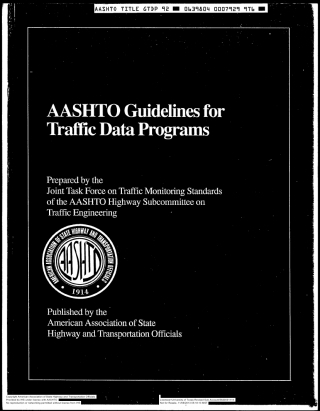 AASHTO TITLE GTDP 92 ■ 0639804 0007929 976 ■
AASHTO Guidelines for
Traffic Data Programs
Prepared by the
Joint Task Force on Traffic Monitoring Standards
of the AASHTO Highway Subcommittee on
Traffic Engineering
AMERICAN ASSOCIATION OF STATE HIGHWAY AND TRANSPORTATION OFFICIALS
AASHTO
1914
Published by the
American Association of State
Highway and Transportation Officials